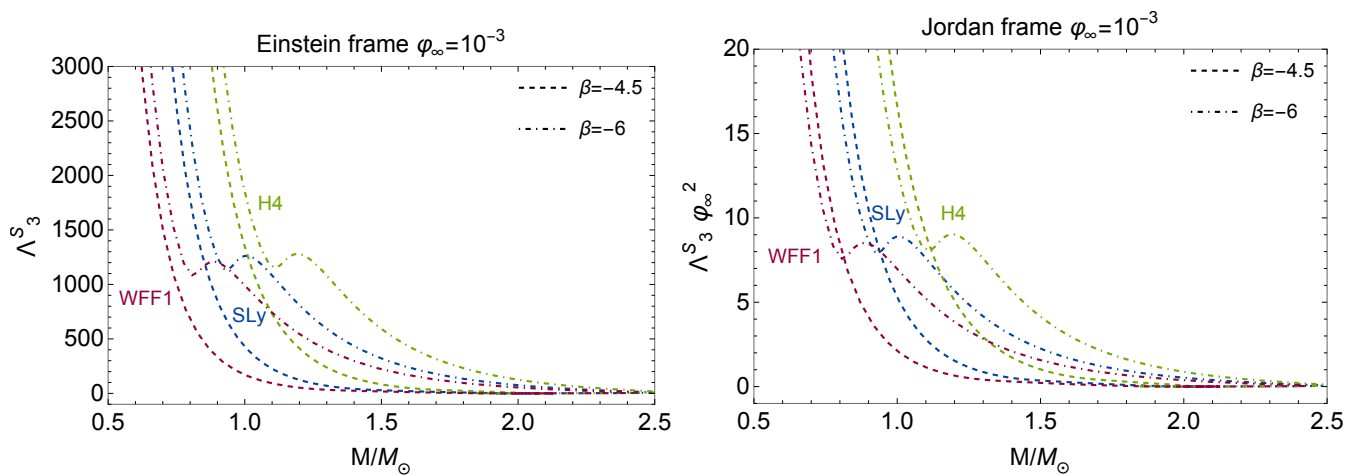 Einstein frame φ∞=10⁻³
3000
2500
2000
1500
1000
500
0
Λ^S_3
β=-4.5
β=-6
H4
WFF1
SLy
0.5 1.0 1.5 2.0 2.5
M/M⊙
Jordan frame φ∞=10⁻³
20
15
10
5
0
Λ^S_3 φ∞²
β=-4.5
β=-6
SLy
H4
WFF1
0.5 1.0 1.5 2.0 2.5
M/M⊙